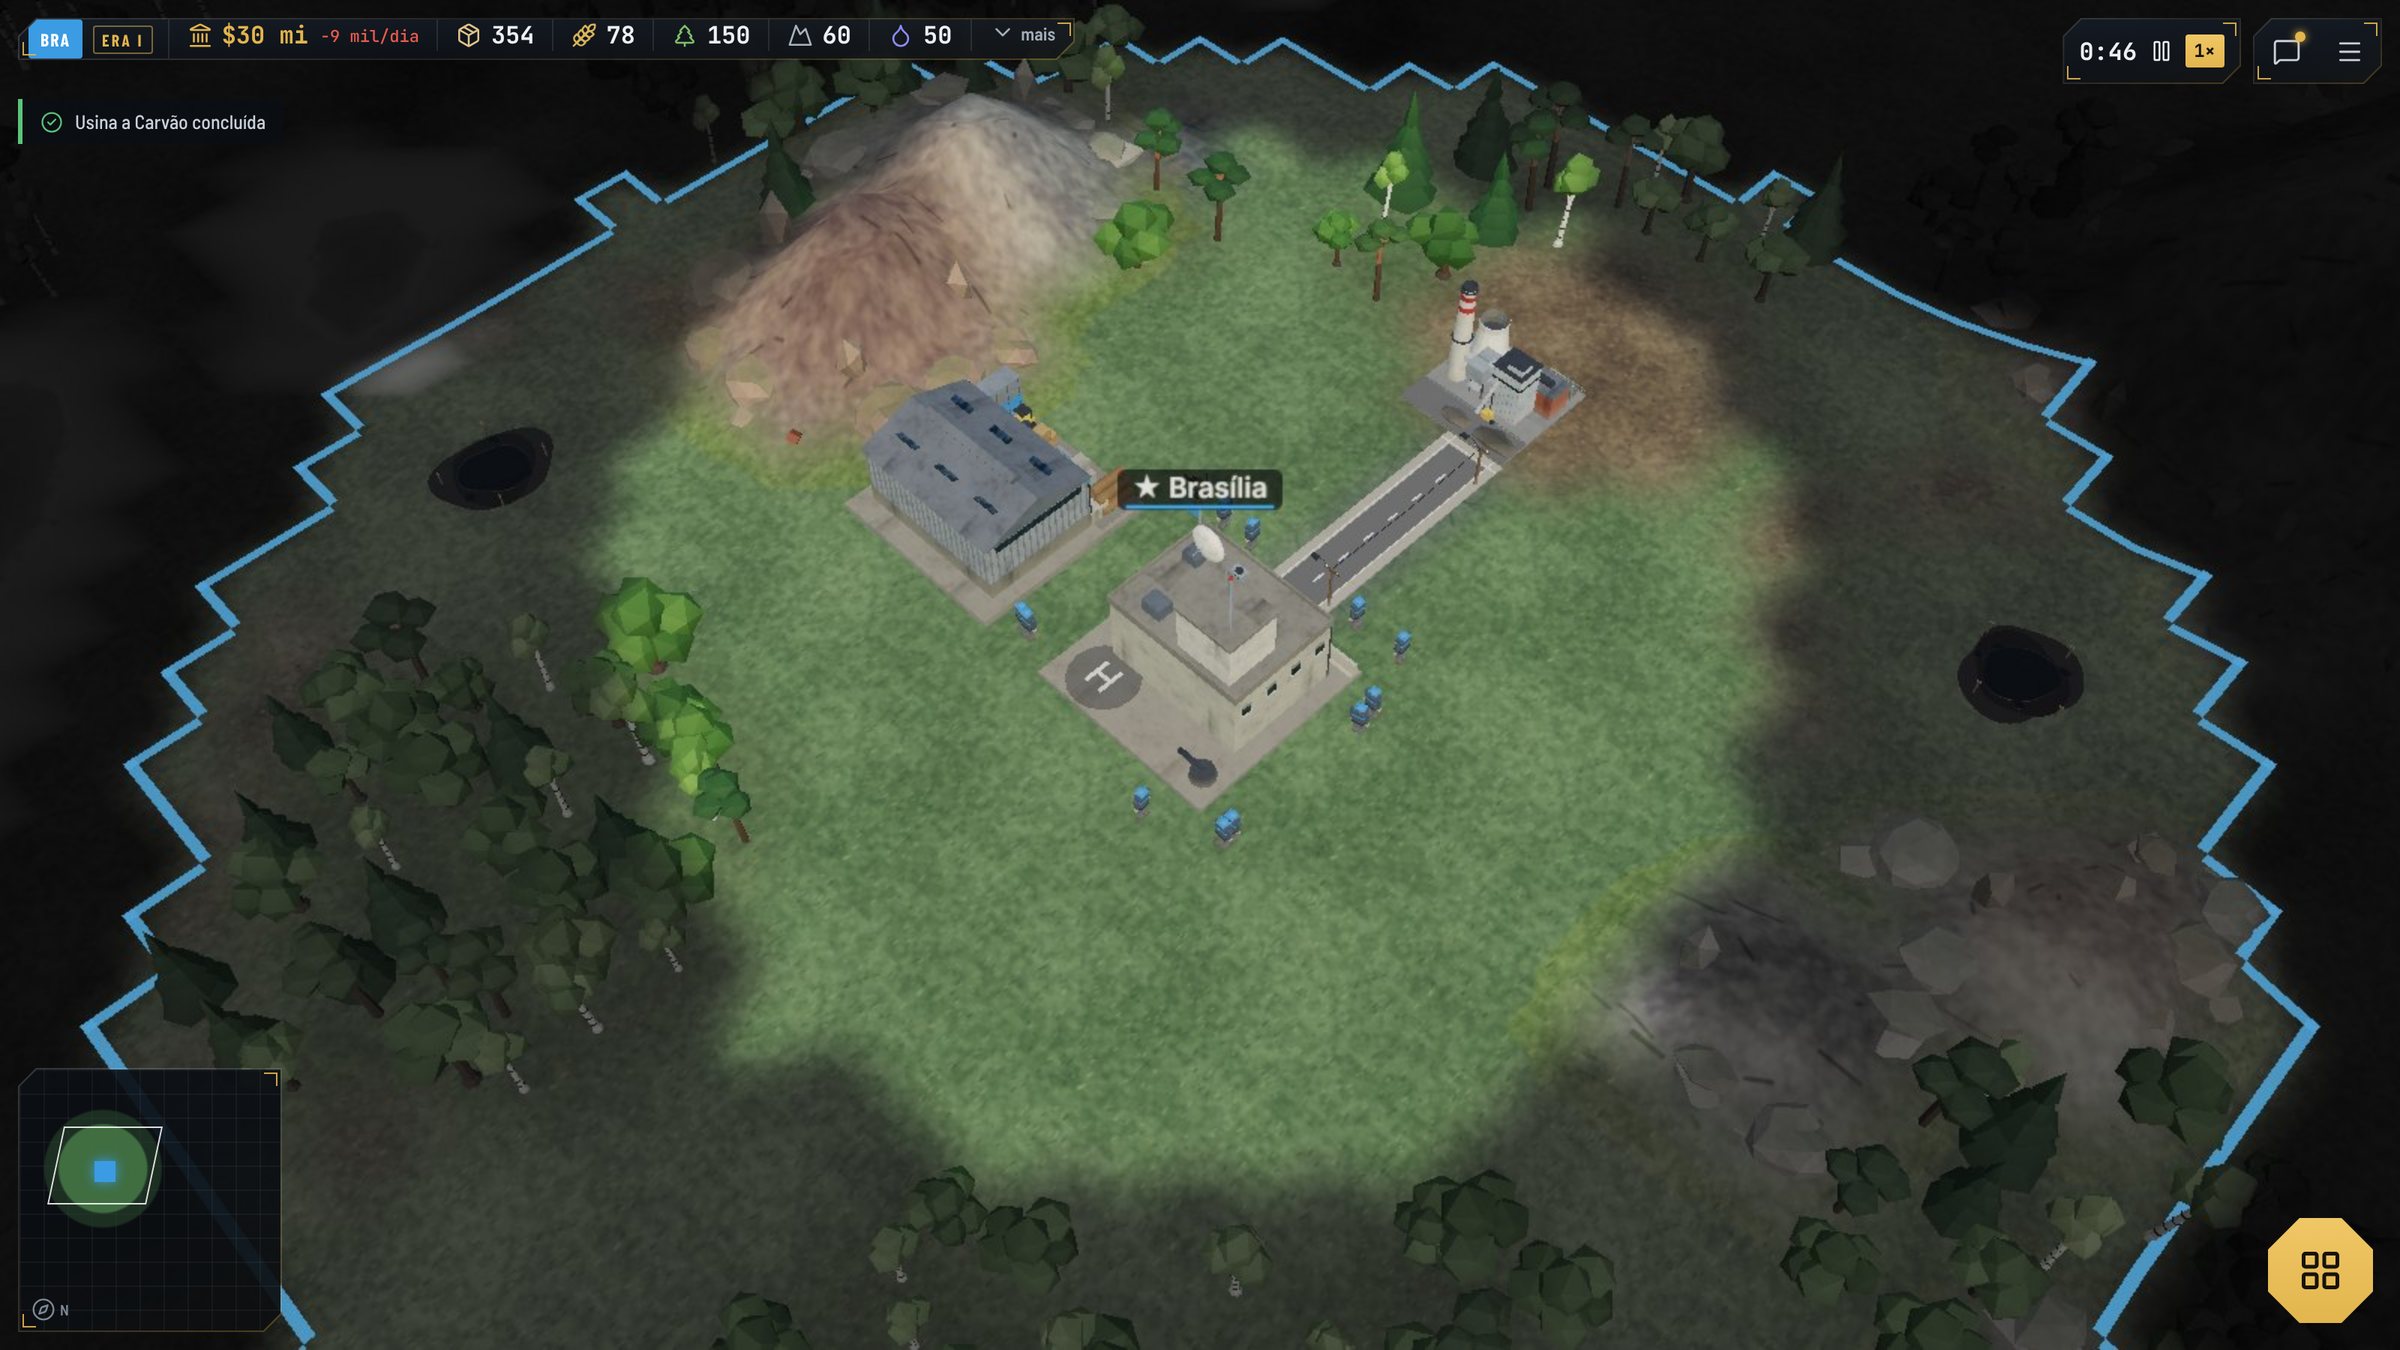 BRA ERA I $30 mi -9 mil/dia 354 78 150 60 50 mais 0:46 1×
Usina a Carvão concluída
★ Brasília
H
N